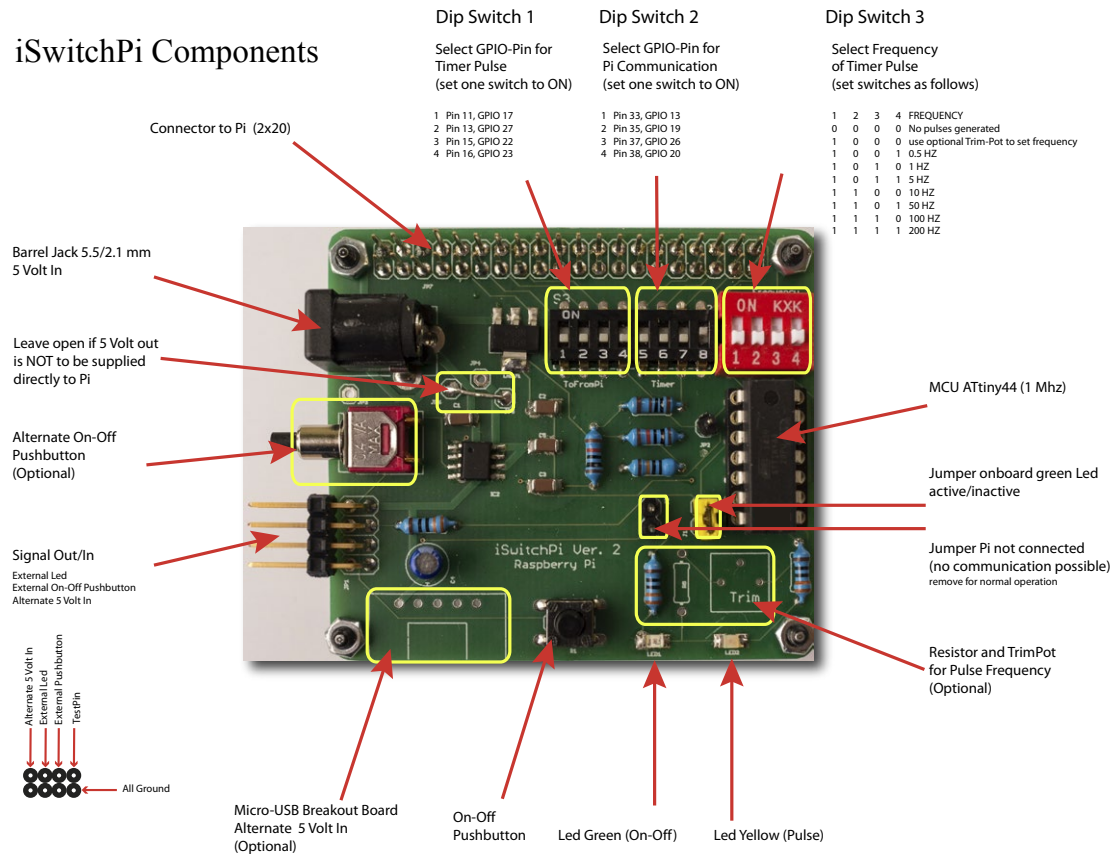 iSwitchPi Components
Dip Switch 1
Select GPIO-Pin for
Timer Pulse
(set one switch to ON)
1 Pin 11, GPIO 17
2 Pin 13, GPIO 27
3 Pin 15, GPIO 22
4 Pin 16, GPIO 23
Dip Switch 2
Select GPIO-Pin for
Pi Communication
(set one switch to ON)
1 Pin 33, GPIO 13
2 Pin 35, GPIO 19
3 Pin 37, GPIO 26
4 Pin 38, GPIO 20
Dip Switch 3
Select Frequency
of Timer Pulse
(set switches as follows)
1 2 3 4 FREQUENCY
0 0 0 0 No pulses generated
1 0 0 0 use optional Trim-Pot to set frequency
1 0 0 1 0.5 HZ
1 0 1 0 1 HZ
1 0 1 1 5 HZ
1 1 0 0 10 HZ
1 1 0 1 50 HZ
1 1 1 0 100 HZ
1 1 1 1 200 HZ
Connector to Pi (2x20)
Barrel Jack 5.5/2.1 mm
5 Volt In
Leave open if 5 Volt out
is NOT to be supplied
directly to Pi
Alternate On-Off
Pushbutton
(Optional)
Signal Out/In
External Led
External On-Off Pushbutton
Alternate 5 Volt In
S3
ON
1 2 3 4 5 6 7 8
ToFromPi
Timer
ON KXK
1 2 3 4
JP4
C1
IC2
JP2
JP1
MAX
iSwitchPi Ver. 2
Raspberry Pi
Trim
LED1
LED2
MCU ATtiny44 (1 Mhz)
Jumper onboard green Led
active/inactive
Jumper Pi not connected
(no communication possible)
remove for normal operation
Resistor and TrimPot
for Pulse Frequency
(Optional)
Alternate 5 Volt In
External Led
External Pushbutton
TestPin
All Ground
Micro-USB Breakout Board
Alternate 5 Volt In
(Optional)
On-Off
Pushbutton
Led Green (On-Off)
Led Yellow (Pulse)